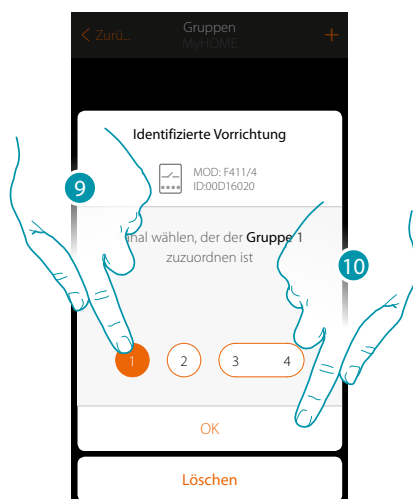 < Zurü...
Gruppen
+
MyHOME
Identifizierte Vorrichtung
MOD: F411/4
ID:00D16020
9
anal wählen, der der Gruppe 1
zuzuordnen ist
10
1
2
3
4
OK
Löschen